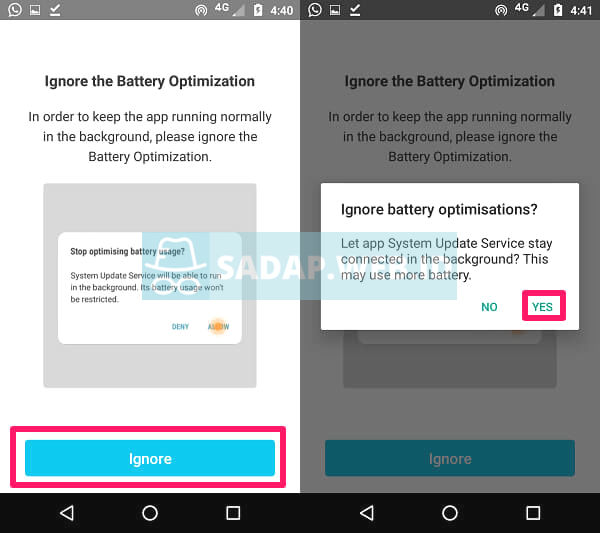 4G 4:40
Ignore the Battery Optimization
In order to keep the app running normally
in the background, please ignore the
Battery Optimization.
Stop optimising battery usage?
System Update Service will be able to run
in the background. Its battery usage won't
be restricted.
DENY ALLOW
Ignore
4G 4:41
Ignore the Battery Optimization
In order to keep the app running normally
in the background, please ignore the
Battery Optimization.
Ignore battery optimisations?
Let app System Update Service stay
connected in the background? This
may use more battery.
NO YES
Ignore